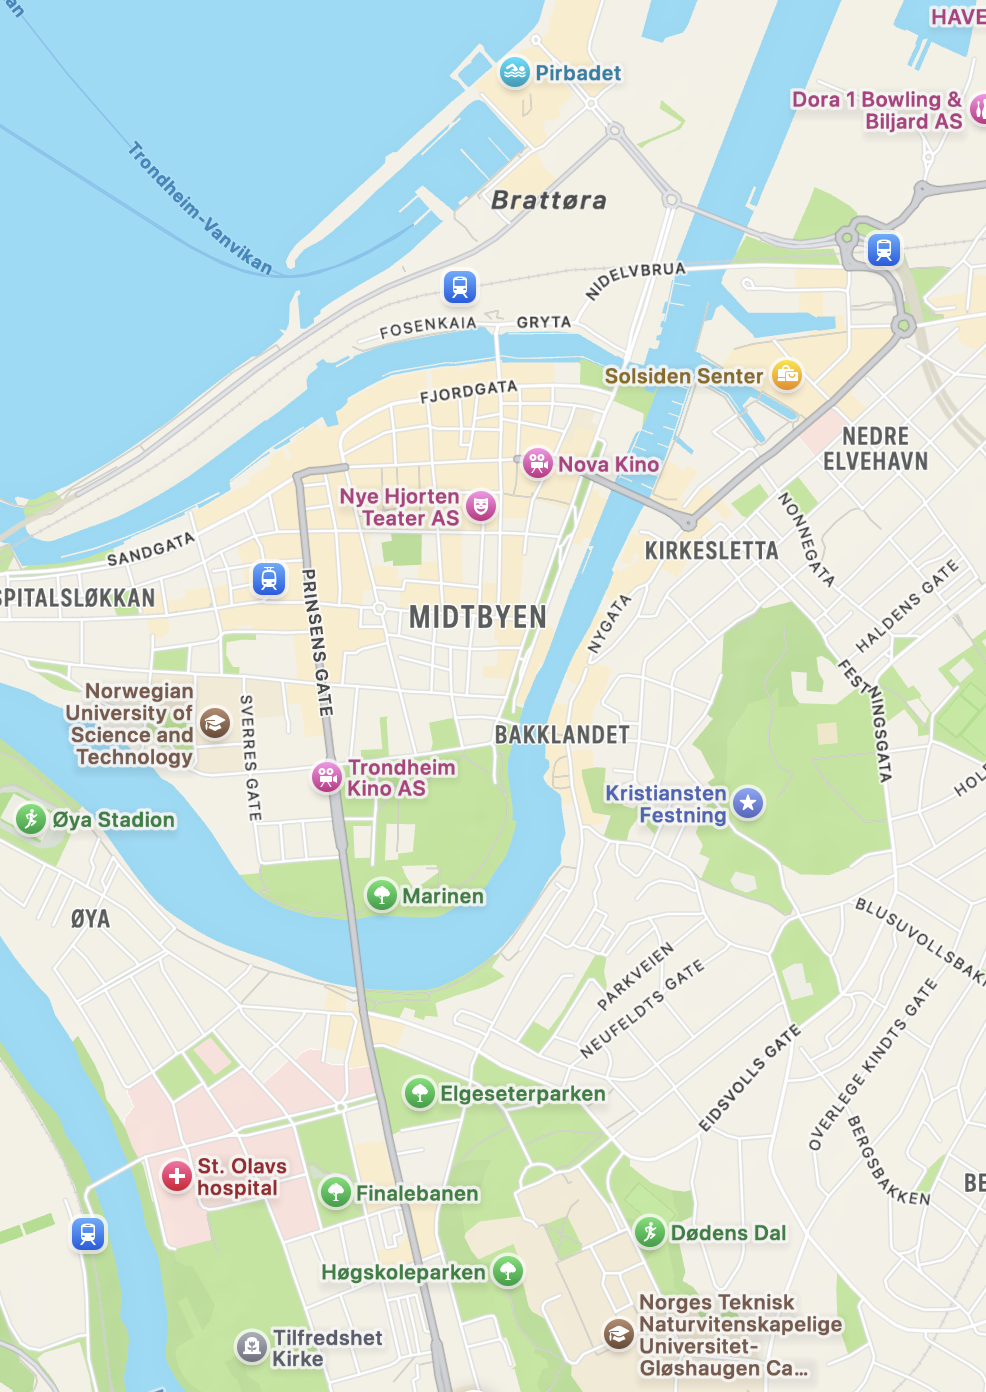 HAVE
Pirbadet
Dora 1 Bowling &
Biljard AS
Trondheim-Vanvikan
Brattøra
NIDELVBRUA
FOSENKAIA
GRYTA
Solsiden Senter
FJORDGATA
NEDRE
ELVEHAVN
Nova Kino
Nye Hjorten
Teater AS
NONNEGATA
SANDGATA
KIRKESLETTA
SPITALSLØKKAN
PRINSENS GATE
MIDTBYEN
NYGATA
HALDENS GATE
FESTNINGSGATA
Norwegian
University of
Science and
Technology
SVERRES GATE
BAKKLANDET
Trondheim
Kino AS
HOLE
Kristiansten
Festning
Øya Stadion
Marinen
ØYA
BLUSUVOLLSBAKK
PARKVEIEN
NEUFELDTS GATE
EIDSVOLLS GATE
OVERLEGE KINDTS GATE
Elgeseterparken
BERGSBAKKEN
St. Olavs
hospital
Finalebanen
BE
Dødens Dal
Høgskoleparken
Norges Teknisk
Naturvitenskapelige
Universitet-
Gløshaugen Ca...
Tilfredshet
Kirke